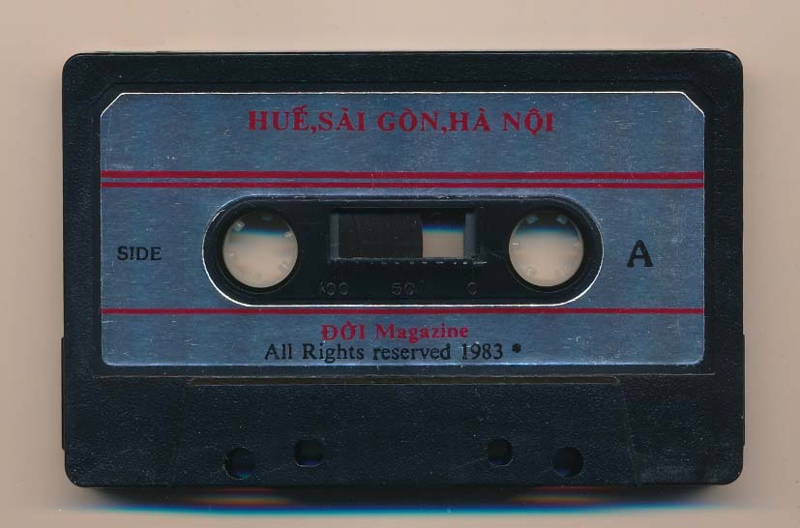 HUẾ,SÀI GÒN,HÀ NỘI
SIDE A
100 50 0
ĐỜI Magazine
All Rights reserved 1983 *